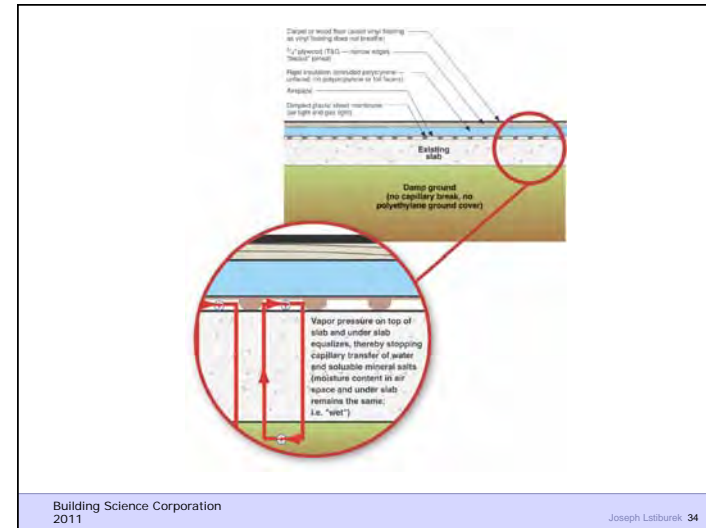 Carpet or wood floor (avoid vinyl flooring
as vinyl flooring does not breathe)
3/4" plywood (T&G — narrow edges
Rigid insulation (extruded polystyrene —
unfaced, no polypropylene or foil facers)
Airspace
Dimpled plastic sheet membrane
(air tight and gas tight)
Existing
slab
Damp ground
(no capillary break, no
polyethylene ground cover)
Vapor pressure on top of
slab and under slab
equalizes, thereby stopping
capillary transfer of water
and soluable mineral salts
(moisture content in air
space and under slab
remains the same;
i.e. "wet")
Building Science Corporation
2011
Joseph Lstiburek 34